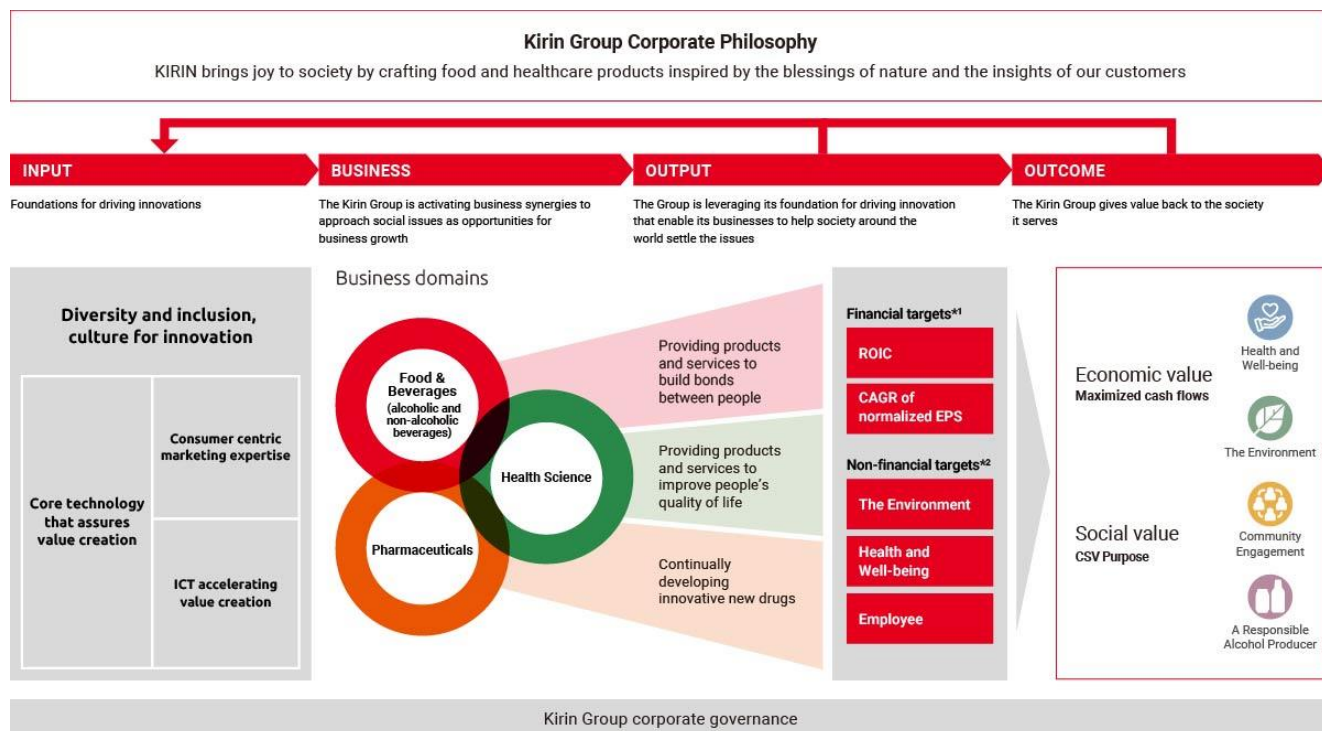 Kirin Group Corporate Philosophy
KIRIN brings joy to society by crafting food and healthcare products inspired by the blessings of nature and the insights of our customers
INPUT
Foundations for driving innovations
BUSINESS
The Kirin Group is activating business synergies to
approach social issues as opportunities for
business growth
OUTPUT
The Group is leveraging its foundation for driving innovation
that enable its businesses to help society around the
world settle the issues
OUTCOME
The Kirin Group gives value back to the society
it serves
Diversity and inclusion,
culture for innovation
Core technology
that assures
value creation
Consumer centric
marketing expertise
ICT accelerating
value creation
Business domains
Food &
Beverages
(alcoholic and
non-alcoholic
beverages)
Health Science
Pharmaceuticals
Providing products
and services to
build bonds
between people
Providing products
and services to
improve people's
quality of life
Continually
developing
innovative new drugs
Financial targets*1
ROIC
CAGR of
normalized EPS
Non-financial targets*2
The Environment
Health and
Well-being
Employee
Economic value
Maximized cash flows
Social value
CSV Purpose
Health and
Well-being
The Environment
Community
Engagement
A Responsible
Alcohol Producer
Kirin Group corporate governance